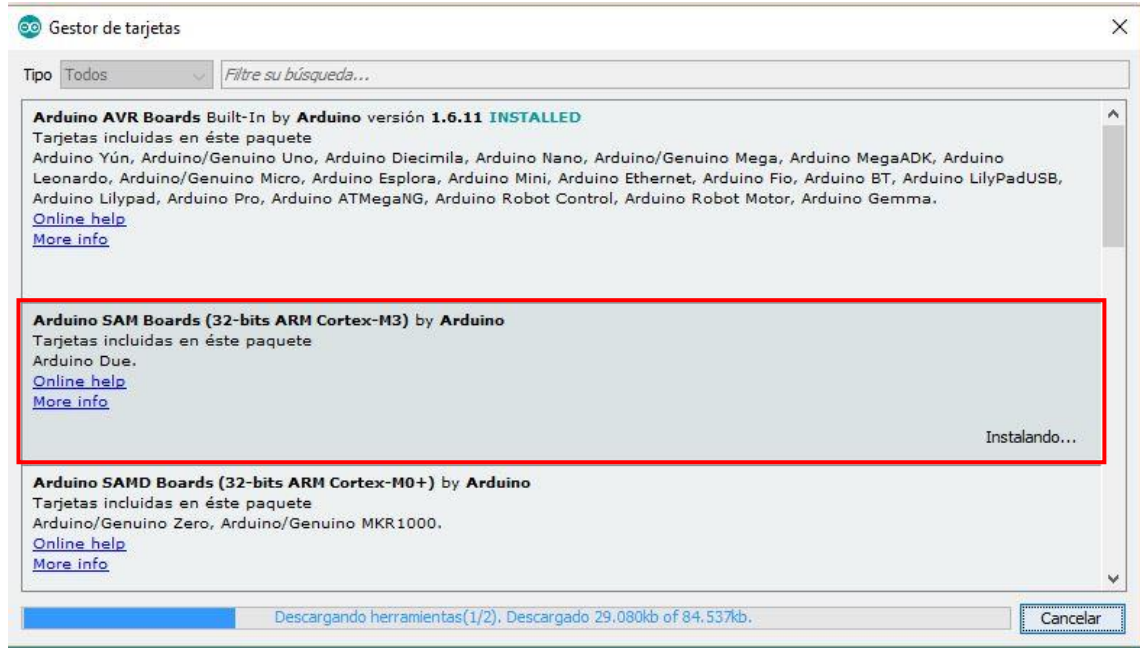 Gestor de tarjetas
Tipo Todos Filtre su búsqueda...
Arduino AVR Boards Built-In by Arduino versión 1.6.11 INSTALLED
Tarjetas incluidas en éste paquete
Arduino Yún, Arduino/Genuino Uno, Arduino Diecimila, Arduino Nano, Arduino/Genuino Mega, Arduino MegaADK, Arduino
Leonardo, Arduino/Genuino Micro, Arduino Esplora, Arduino Mini, Arduino Ethernet, Arduino Fio, Arduino BT, Arduino LilyPadUSB,
Arduino Lilypad, Arduino Pro, Arduino ATMegaNG, Arduino Robot Control, Arduino Robot Motor, Arduino Gemma.
Online help
More info
Arduino SAM Boards (32-bits ARM Cortex-M3) by Arduino
Tarjetas incluidas en éste paquete
Arduino Due.
Online help
More info
Instalando...
Arduino SAMD Boards (32-bits ARM Cortex-M0+) by Arduino
Tarjetas incluidas en éste paquete
Arduino/Genuino Zero, Arduino/Genuino MKR1000.
Online help
More info
Descargando herramientas(1/2). Descargado 29.080kb of 84.537kb.
Cancelar